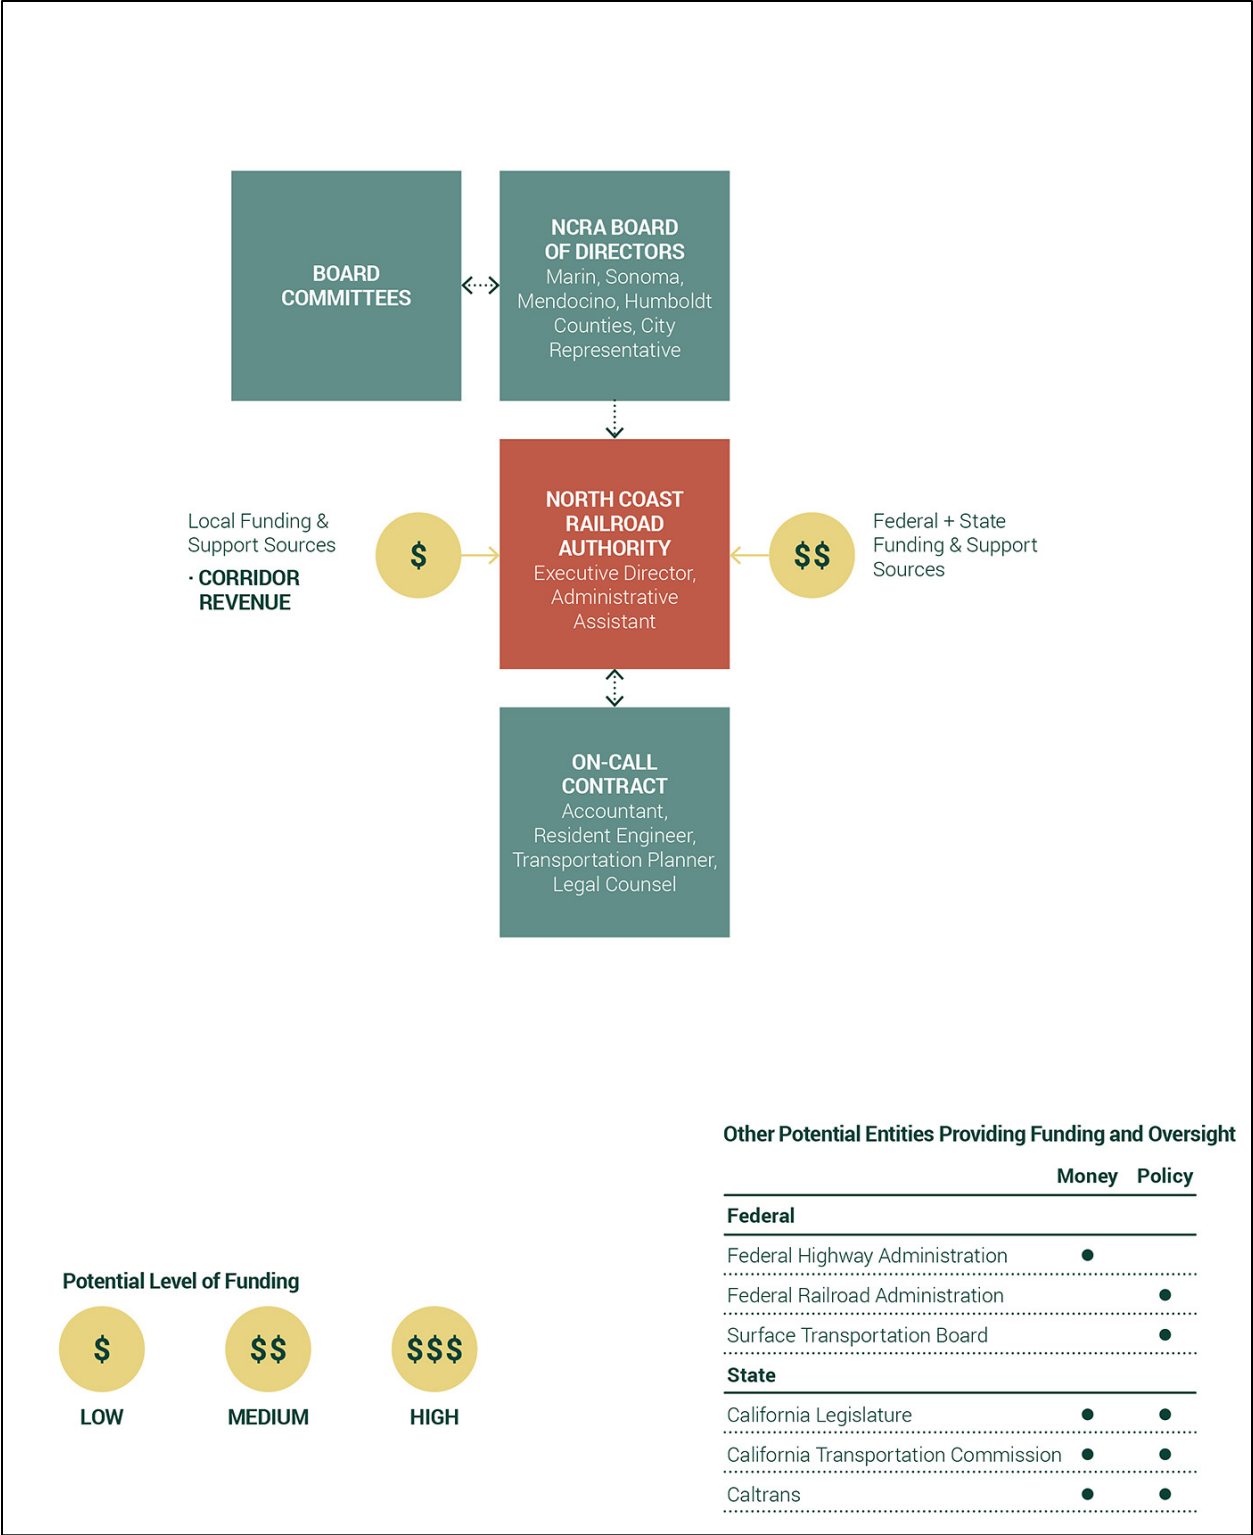 BOARD
COMMITTEES
NCRA BOARD
OF DIRECTORS
Marin, Sonoma,
Mendocino, Humboldt
Counties, City
Representative
Local Funding &
Support Sources
· CORRIDOR
REVENUE
$
NORTH COAST
RAILROAD
AUTHORITY
Executive Director,
Administrative
Assistant
$$
Federal + State
Funding & Support
Sources
ON-CALL
CONTRACT
Accountant,
Resident Engineer,
Transportation Planner,
Legal Counsel
Potential Level of Funding
$ $$ $$$
LOW MEDIUM HIGH
Other Potential Entities Providing Funding and Oversight
Money Policy
Federal
Federal Highway Administration ●
Federal Railroad Administration ●
Surface Transportation Board ●
State
California Legislature ● ●
California Transportation Commission ● ●
Caltrans ● ●